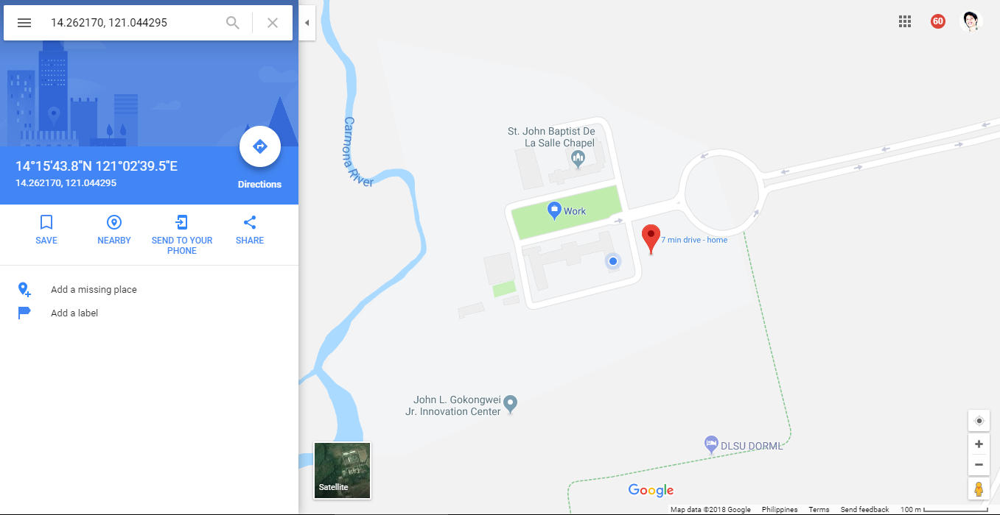 14.262170, 121.044295
60
14°15'43.8"N 121°02'39.5"E
14.262170, 121.044295
Directions
SAVE
NEARBY
SEND TO YOUR
PHONE
SHARE
Add a missing place
Add a label
Carmona River
St. John Baptist De
La Salle Chapel
Work
7 min drive - home
John L. Gokongwei
Jr. Innovation Center
DLSU DORML
Satellite
Google
Map data ©2018 Google
Philippines
Terms
Send feedback
100 m